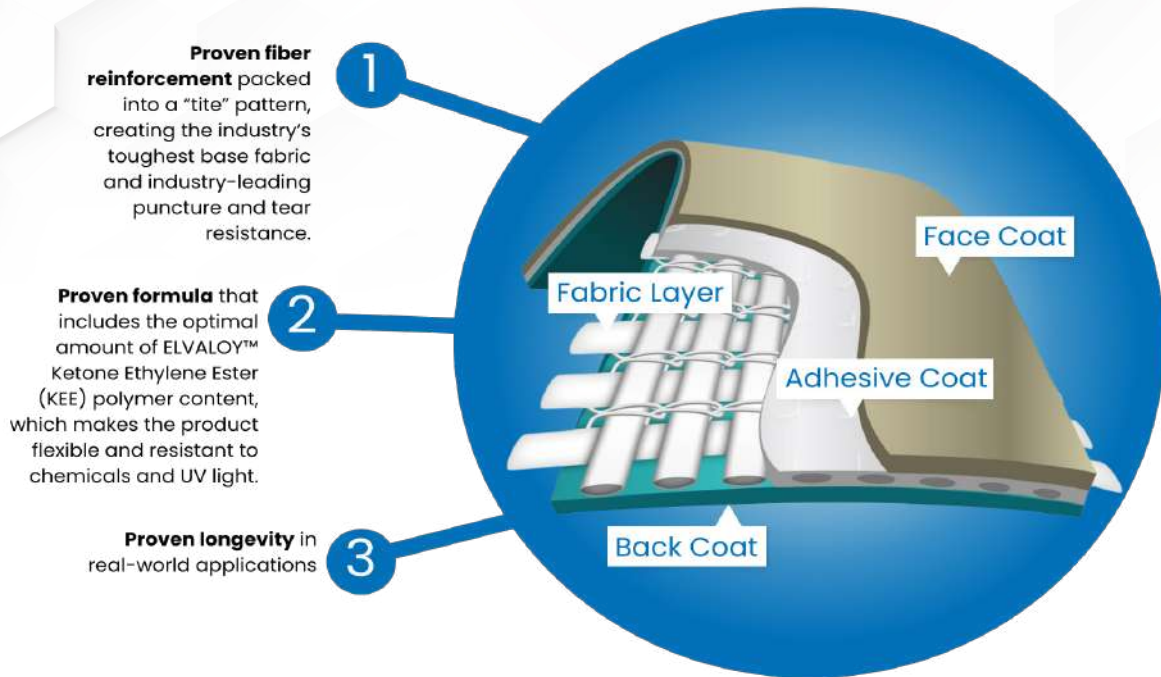 1
Proven fiber
reinforcement packed
into a “tite” pattern,
creating the industry’s
toughest base fabric
and industry-leading
puncture and tear
resistance.
2
Proven formula that
includes the optimal
amount of ELVALOY™
Ketone Ethylene Ester
(KEE) polymer content,
which makes the product
flexible and resistant to
chemicals and UV light.
3
Proven longevity in
real-world applications
Face Coat
Fabric Layer
Adhesive Coat
Back Coat